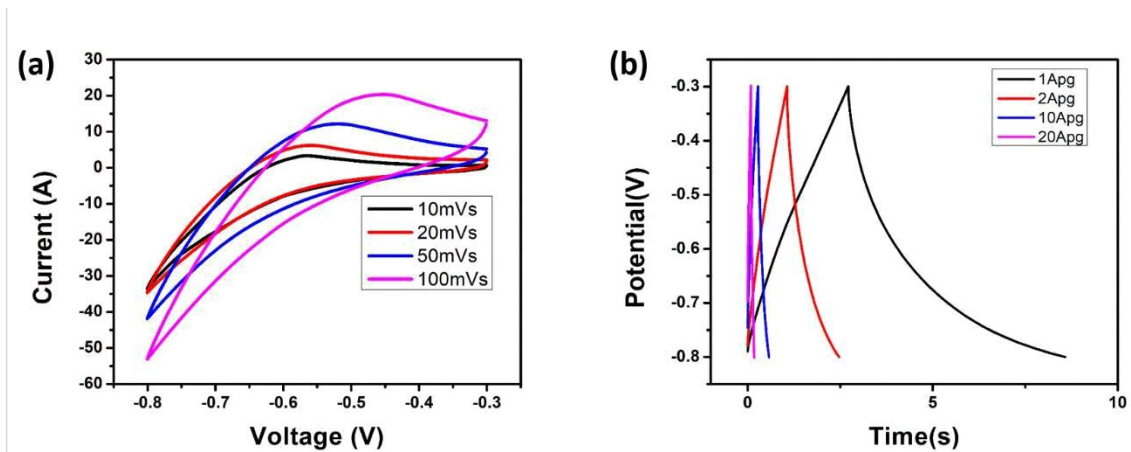 (a)
30
20
10
0
-10
-20
-30
-40
-50
-60
Current (A)
10mVs
20mVs
50mVs
100mVs
-0.8 -0.7 -0.6 -0.5 -0.4 -0.3
Voltage (V)
(b)
-0.3
-0.4
-0.5
-0.6
-0.7
-0.8
Potential(V)
1Apg
2Apg
10Apg
20Apg
0 5 10
Time(s)